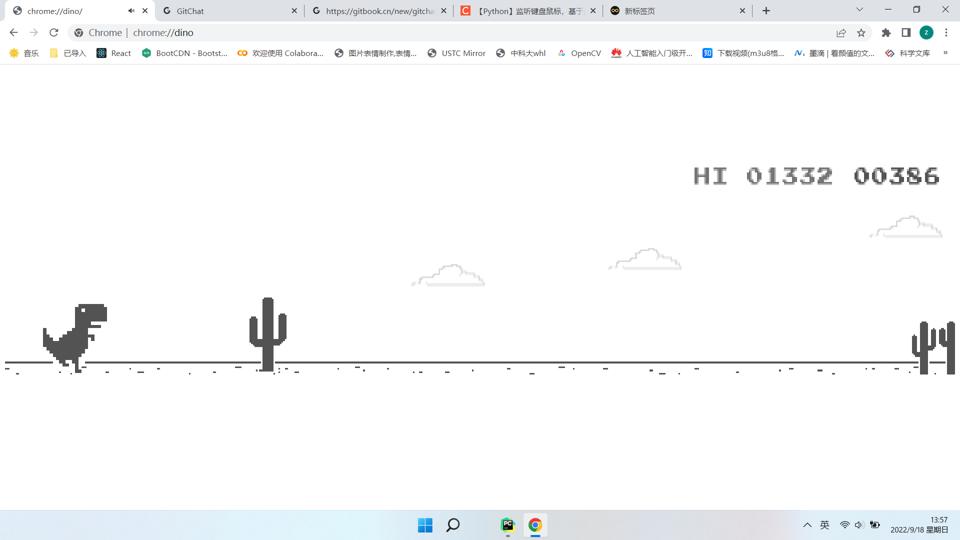 chrome://dino/
GitChat
https://gitbook.cn/new/gitcha
【Python】监听键盘鼠标，基于
新标签页
Chrome | chrome://dino
音乐
已导入
React
BootCDN - Bootst...
欢迎使用 Colabora...
图片表情制作,表情...
USTC Mirror
中科大whl
OpenCV
人工智能入门极开...
下载视频(m3u8格...
墨滴 | 看颜值的文...
科学文库
»
HI 01332 00386
英
13:57
2022/9/18 星期日